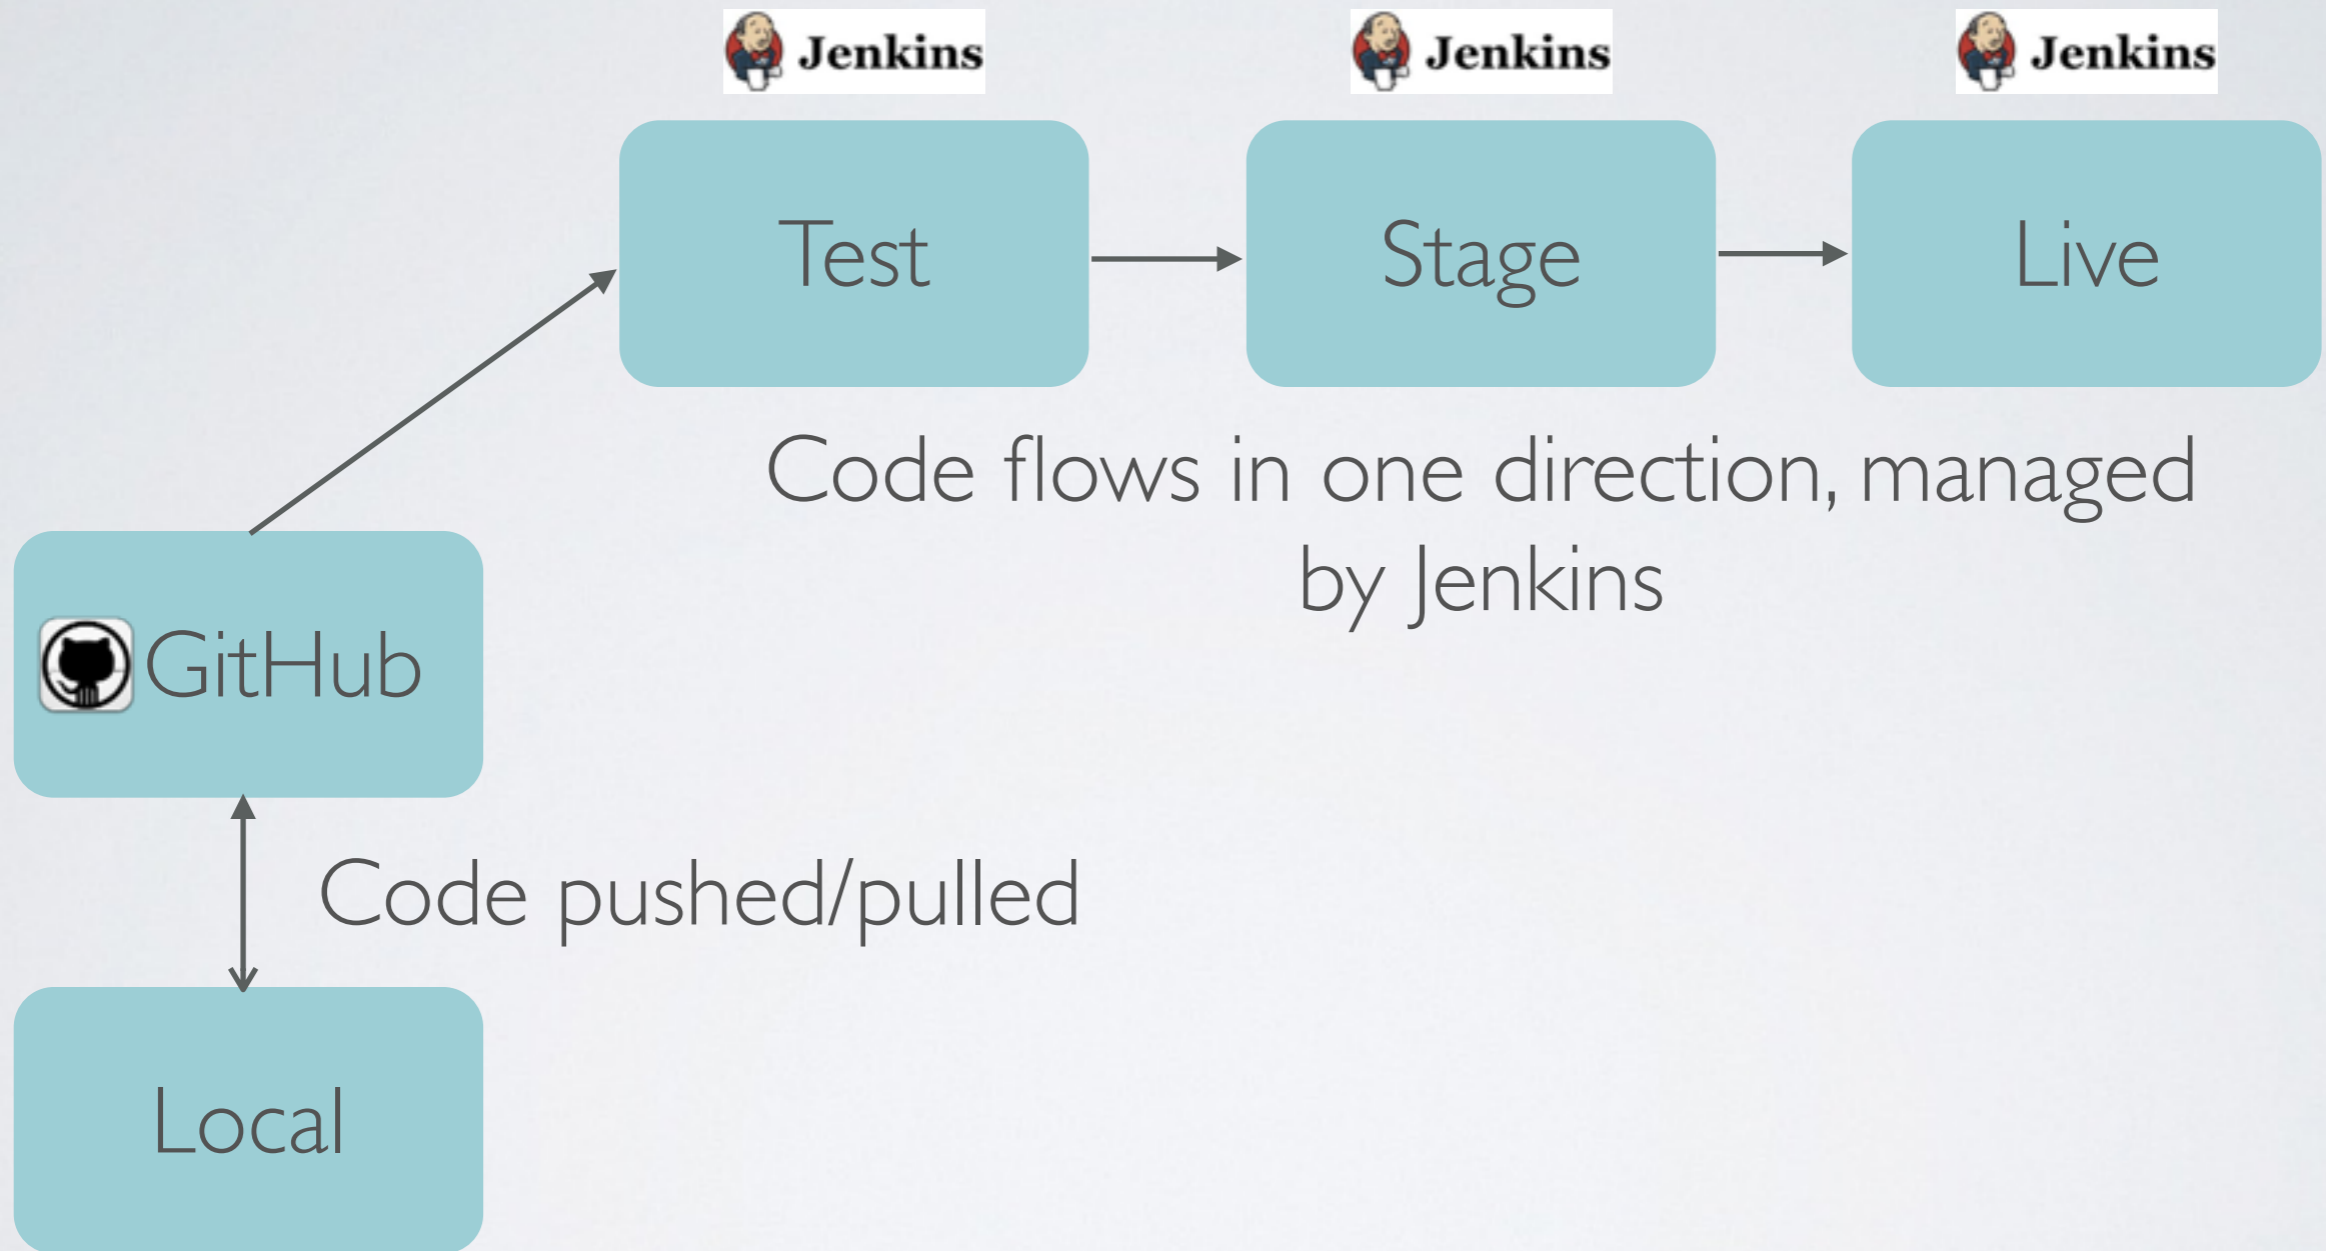 Jenkins
Jenkins
Jenkins
Test
Stage
Live
Code flows in one direction, managed
by Jenkins
GitHub
Code pushed/pulled
Local